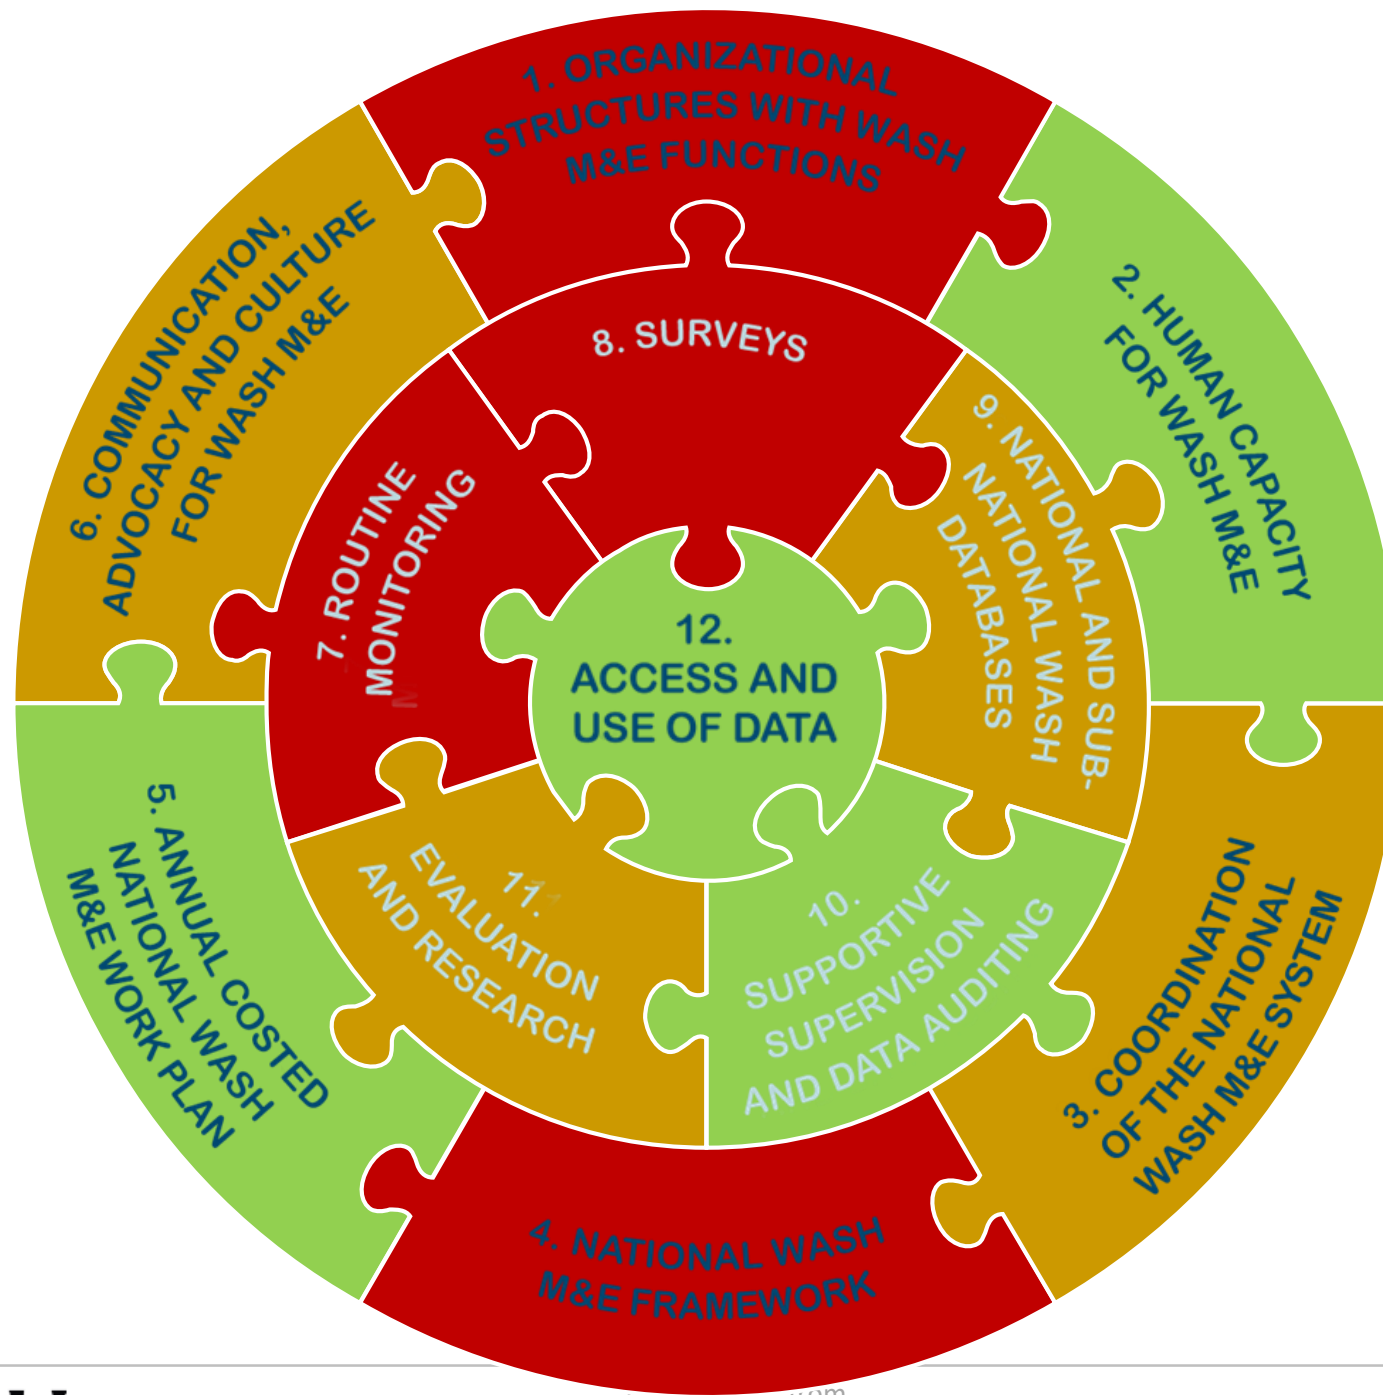 1. ORGANIZATIONAL
STRUCTURES WITH WASH
M&E FUNCTIONS
2. HUMAN CAPACITY
FOR WASH M&E
3. COORDINATION
OF THE NATIONAL
WASH M&E SYSTEM
4. NATIONAL WASH
M&E FRAMEWORK
5. ANNUAL COSTED
NATIONAL WASH
M&E WORK PLAN
6. COMMUNICATION,
ADVOCACY AND CULTURE
FOR WASH M&E
7. ROUTINE
MONITORING
8. SURVEYS
9. NATIONAL AND SUB-
NATIONAL WASH
DATABASES
10.
SUPPORTIVE
SUPERVISION
AND DATA AUDITING
11.
EVALUATION
AND RESEARCH
12.
ACCESS AND
USE OF DATA